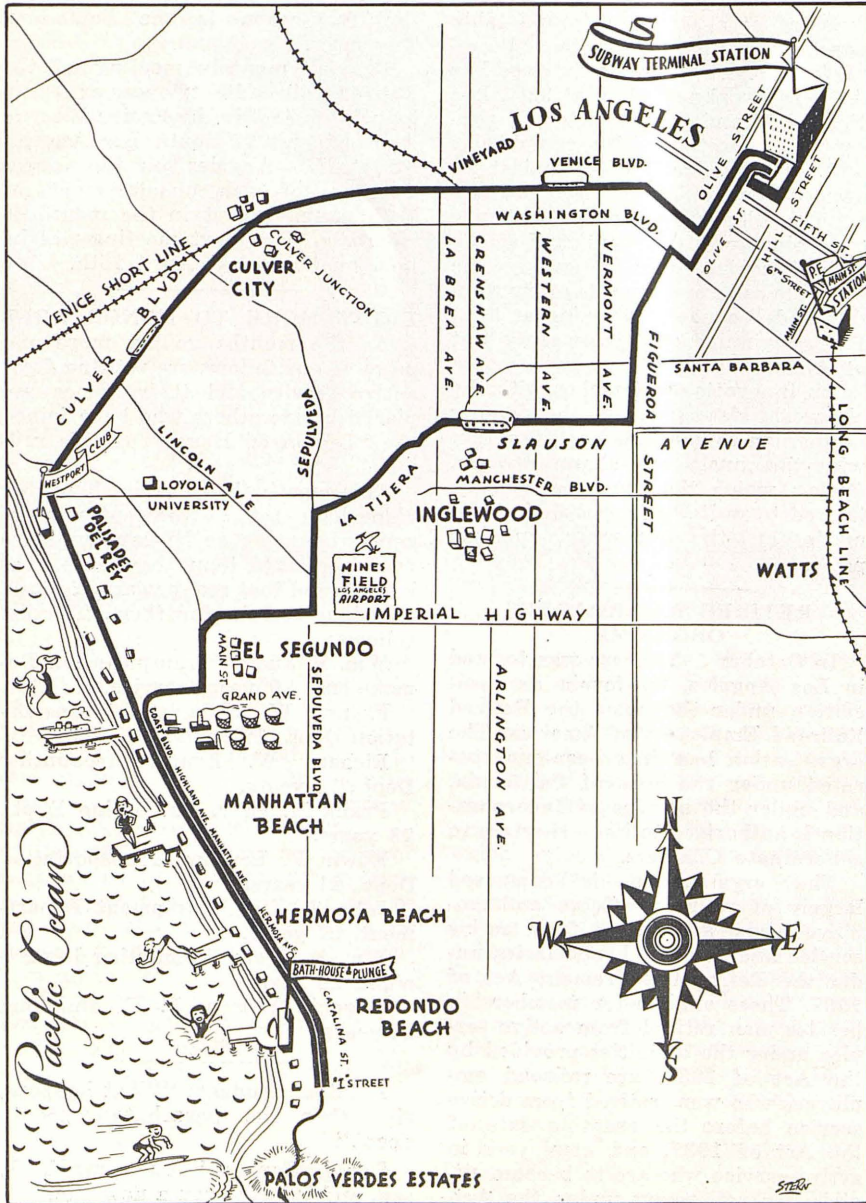 S
SUBWAY TERMINAL STATION
LOS ANGELES
OLIVE STREET
STREET
VINEYARD
VENICE BLVD.
WASHINGTON BLVD.
FIFTH ST.
OLIVE ST.
HILL
6TH STREET
MAIN ST.
P.E.
MAIN ST.
STATION
VENICE SHORT LINE
CULVER JUNCTION
CULVER
CITY
CULVER BLVD.
LA BREA AVE.
CRENSHAW AVE.
WESTERN AVE.
VERMONT AVE.
FIGUEROA
STREET
SANTA BARBARA
LONG BEACH LINE
SEPULVEDA
LINCOLN AVE
WESTPORT CLUB
SLAUSON AVENUE
LA TIJERA
MANCHESTER BLVD.
LOYOLA
UNIVERSITY
INGLEWOOD
PALISADES
DEL REY
MINES
FIELD
LOS ANGELES
AIRPORT
WATTS
IMPERIAL HIGHWAY
MAIN ST.
EL SEGUNDO
GRAND AVE.
SEPULVEDA BLVD.
ARLINGTON AVE.
COAST BLVD.
HIGHLAND AVE.
MANHATTAN AVE.
HERMOSA AVE.
MANHATTAN
BEACH
HERMOSA BEACH
N
W
E
S
BATH-HOUSE & PLUNGE
REDONDO
BEACH
CATALINA ST.
"I" STREET
Pacific Ocean
PALOS VERDES ESTATES
STERN